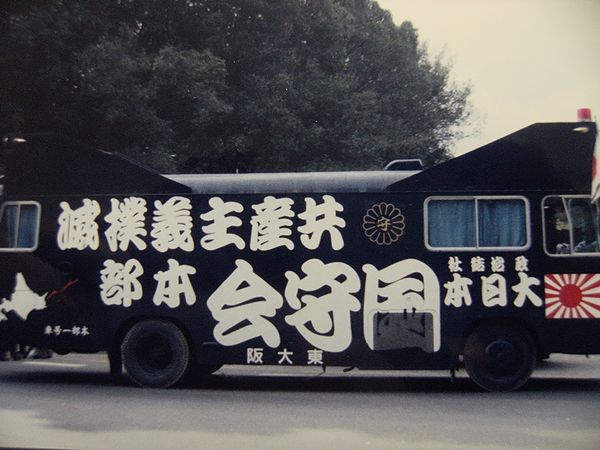 共産主義撲滅
守
政治結社
大日本
国守会
本部
東大阪
本部一号車